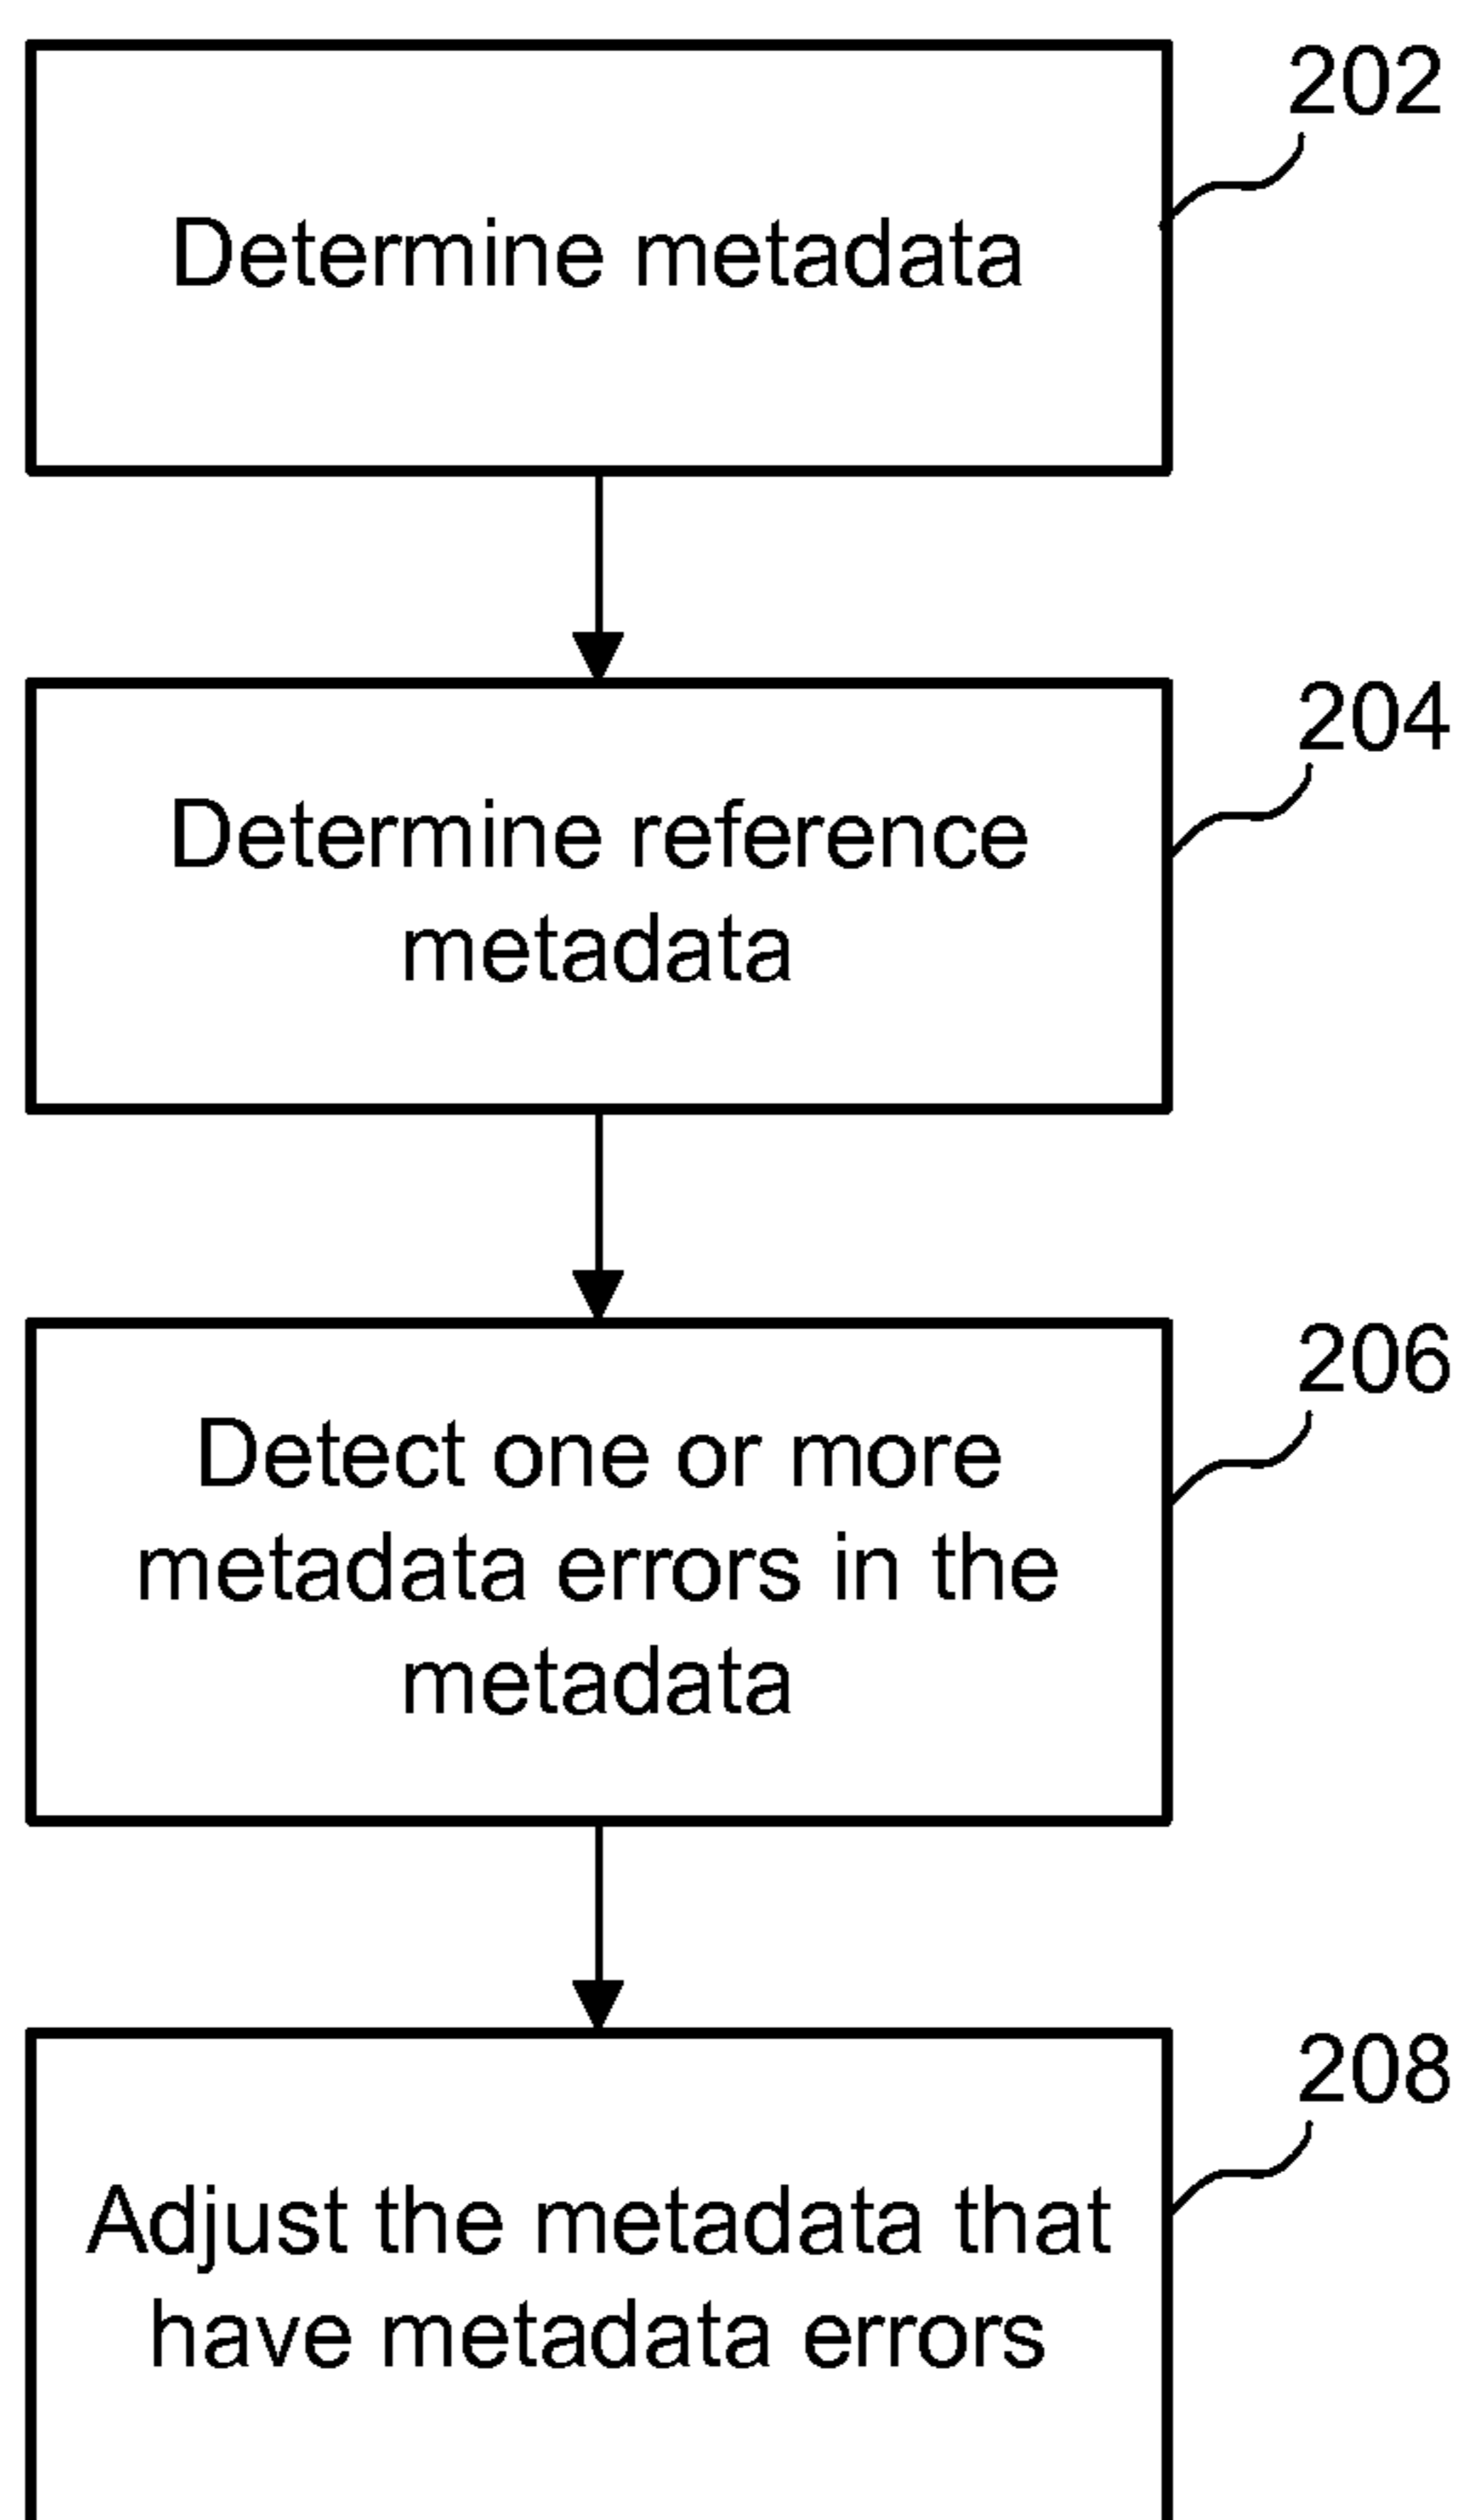 202
Determine metadata
204
Determine reference
metadata
206
Detect one or more
metadata errors in the
metadata
208
Adjust the metadata that
have metadata errors